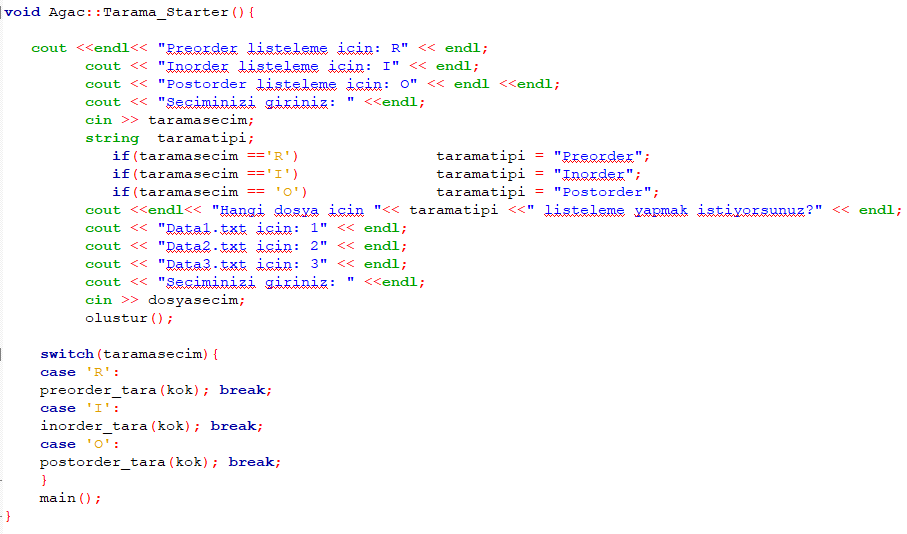 void Agac::Tarama_Starter(){
cout <<endl<< "Preorder listeleme icin: R" << endl;
cout << "Inorder listeleme icin: I" << endl;
cout << "Postorder listeleme icin: O" << endl <<endl;
cout << "Seciminizi giriniz: " <<endl;
cin >> taramasecim;
string  taramatipi;
if(taramasecim =='R')               taramatipi = "Preorder";
if(taramasecim =='I')               taramatipi = "Inorder";
if(taramasecim == 'O')              taramatipi = "Postorder";
cout <<endl<< "Hangi dosya icin "<< taramatipi <<" listeleme yapmak istiyorsunuz?" << endl;
cout << "Data1.txt icin: 1" << endl;
cout << "Data2.txt icin: 2" << endl;
cout << "Data3.txt icin: 3" << endl;
cout << "Seciminizi giriniz: " <<endl;
cin >> dosyasecim;
olustur();
switch(taramasecim){
case 'R':
preorder_tara(kok); break;
case 'I':
inorder_tara(kok); break;
case 'O':
postorder_tara(kok); break;
}
main();
}